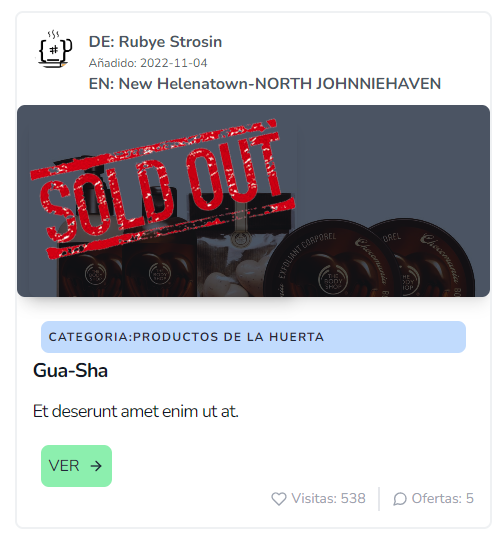 #
DE: Rubye Strosin
Añadido: 2022-11-04
EN: New Helenatown-NORTH JOHNNIEHAVEN
SOLD OUT
EXFOLIANT CORPOREL
Chocomania
THE
BODY
SHOP
CATEGORIA:PRODUCTOS DE LA HUERTA
Gua-Sha
Et deserunt amet enim ut at.
VER →
Visitas: 538
Ofertas: 5